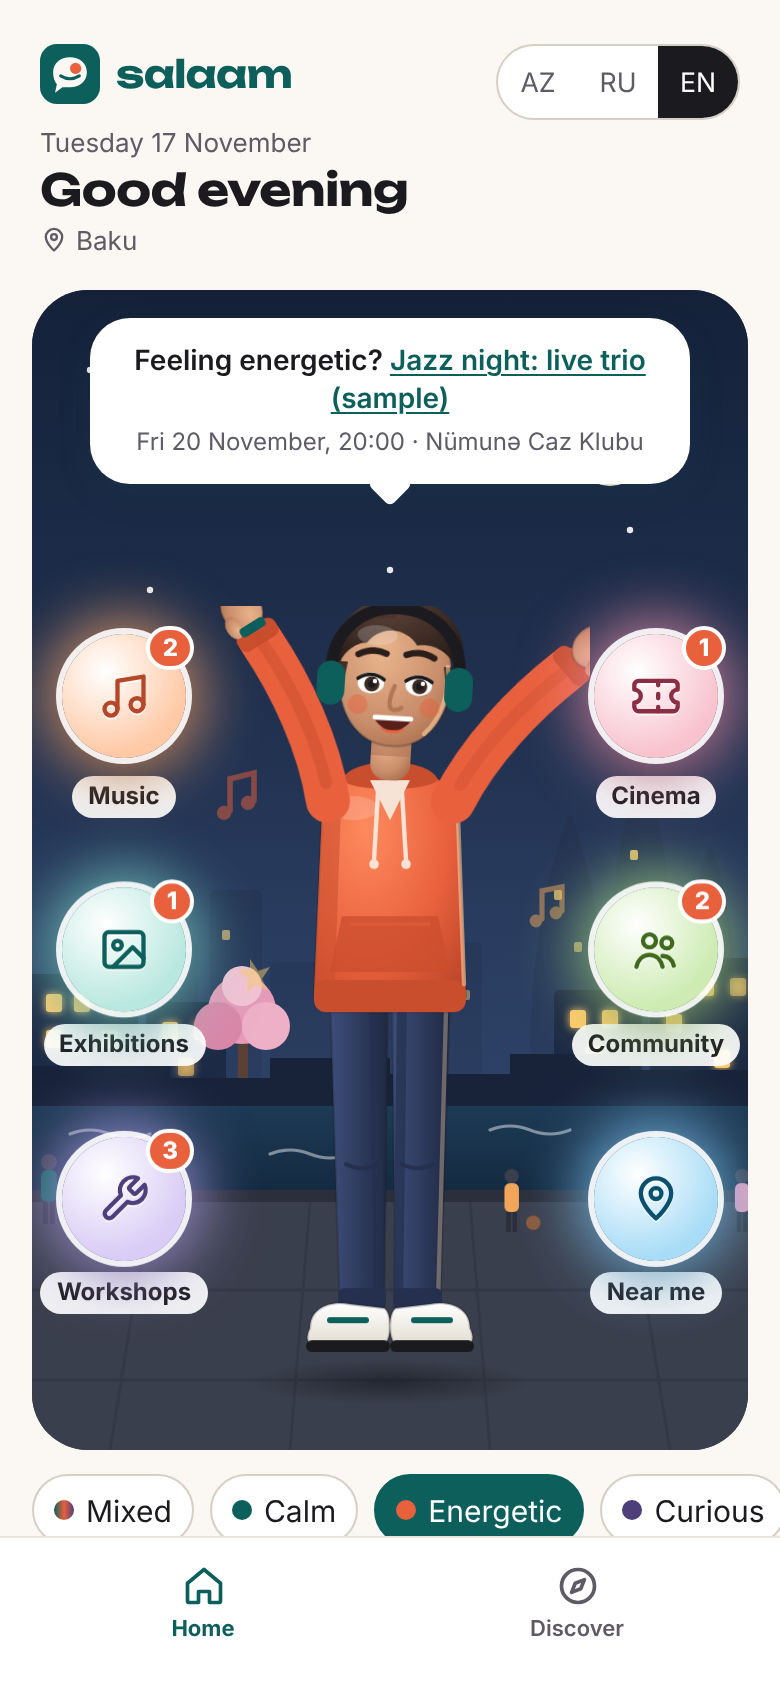 salaam
AZ RU EN
Tuesday 17 November
Good evening
Baku
Feeling energetic? Jazz night: live trio
(sample)
Fri 20 November, 20:00 · Nümunə Caz Klubu
2
Music
1
Cinema
1
Exhibitions
2
Community
3
Workshops
Near me
Mixed
Calm
Energetic
Curious
Home
Discover